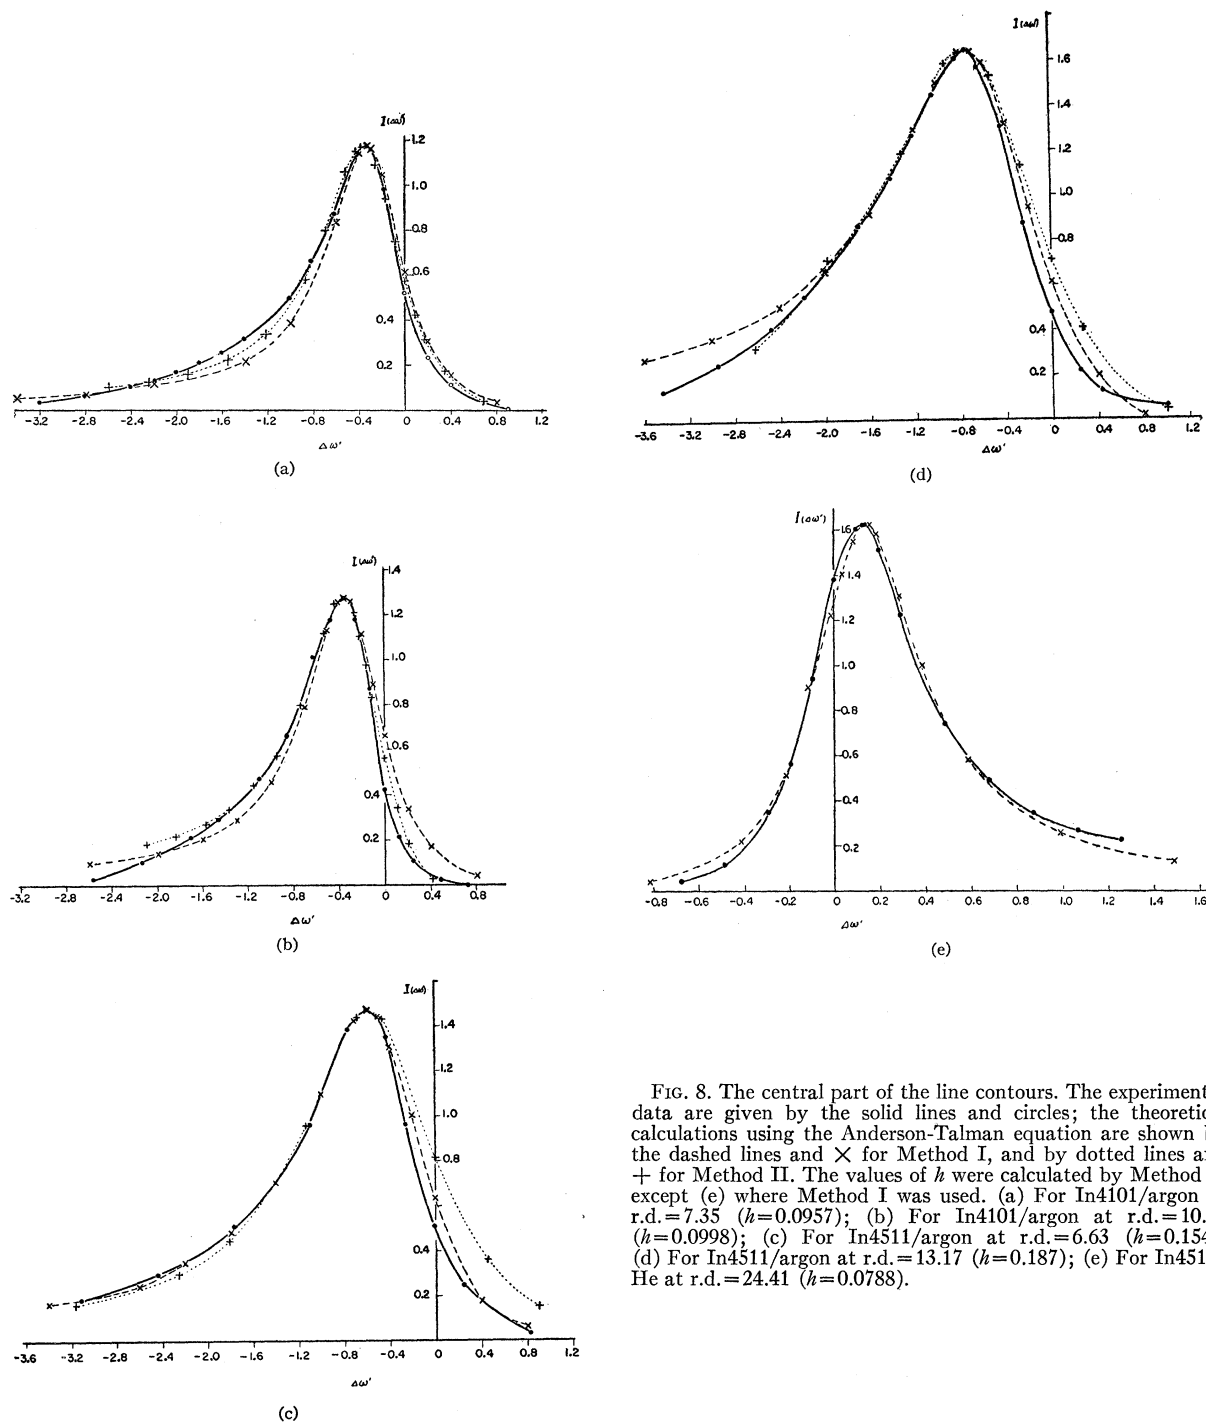 I(Δω')
1.2
1.0
0.8
0.6
0.4
0.2
-3.2 -2.8 -2.4 -2.0 -1.6 -1.2 -0.8 -0.4 0 0.4 0.8 1.2
Δω'
(a)
I(Δω')
1.6
1.4
1.2
1.0
0.8
0.4
0.2
-3.6 -3.2 -2.8 -2.4 -2.0 -1.6 -1.2 -0.8 -0.4 0 0.4 0.8 1.2
Δω'
(d)
I(Δω')
1.4
1.2
1.0
0.8
0.6
0.4
0.2
-3.2 -2.8 -2.4 -2.0 -1.6 -1.2 -0.8 -0.4 0 0.4 0.8
Δω'
(b)
I(Δω')
1.6
1.4
1.2
1.0
0.8
0.6
0.4
0.2
-0.8 -0.6 -0.4 -0.2 0 0.2 0.4 0.6 0.8 1.0 1.2 1.4 1.6
Δω'
(e)
I(Δω')
1.4
1.2
1.0
0.8
0.4
0.2
-3.6 -3.2 -2.8 -2.4 -2.0 -1.6 -1.2 -0.8 -0.4 0 0.4 0.8 1.2
Δω'
(c)
FIG. 8. The central part of the line contours. The experiment
data are given by the solid lines and circles; the theoretic
calculations using the Anderson-Talman equation are shown
the dashed lines and × for Method I, and by dotted lines a
+ for Method II. The values of h were calculated by Method
except (e) where Method I was used. (a) For In4101/argon
r.d.=7.35 (h=0.0957); (b) For In4101/argon at r.d.=10.
(h=0.0998); (c) For In4511/argon at r.d.=6.63 (h=0.154
(d) For In4511/argon at r.d.=13.17 (h=0.187); (e) For In451
He at r.d.=24.41 (h=0.0788).